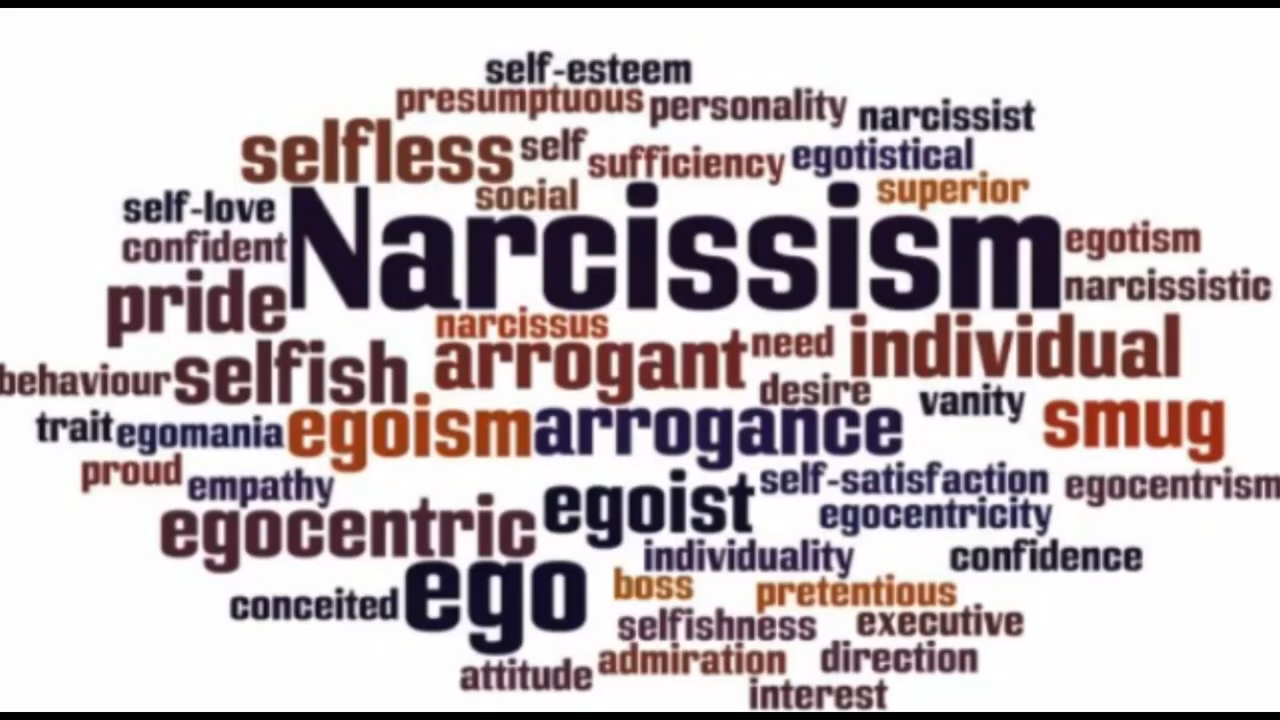 self-esteem
presumptuous personality narcissist
selfless self sufficiency egotistical
social superior
self-love Narcissism egotism
confident narcissistic
pride narcissus
arrogant need individual
behaviour selfish desire vanity
trait egomania egoism arrogance smug
proud empathy self-satisfaction egocentrism
egocentric egoist egocentricity
individuality confidence
conceited ego boss pretentious
selfishness executive
attitude admiration direction
interest